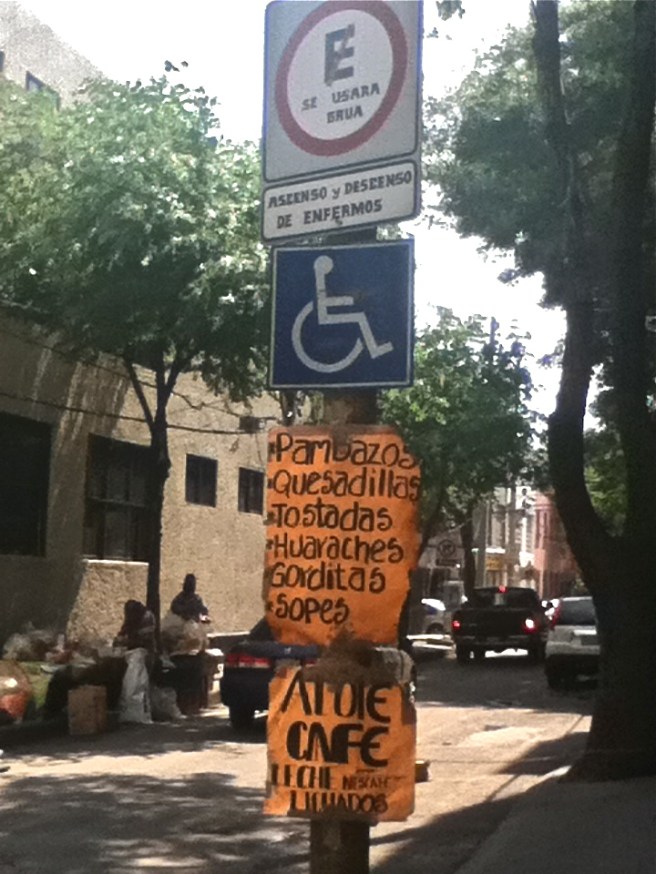 E
SE USARA
GRUA
ASCENSO y DESCENSO
DE ENFERMOS
Pambazos
Quesadillas
Tostadas
Huaraches
Gorditas
Sopes
ATOLE
CAFE
LECHE NESCAFE
LICUADOS